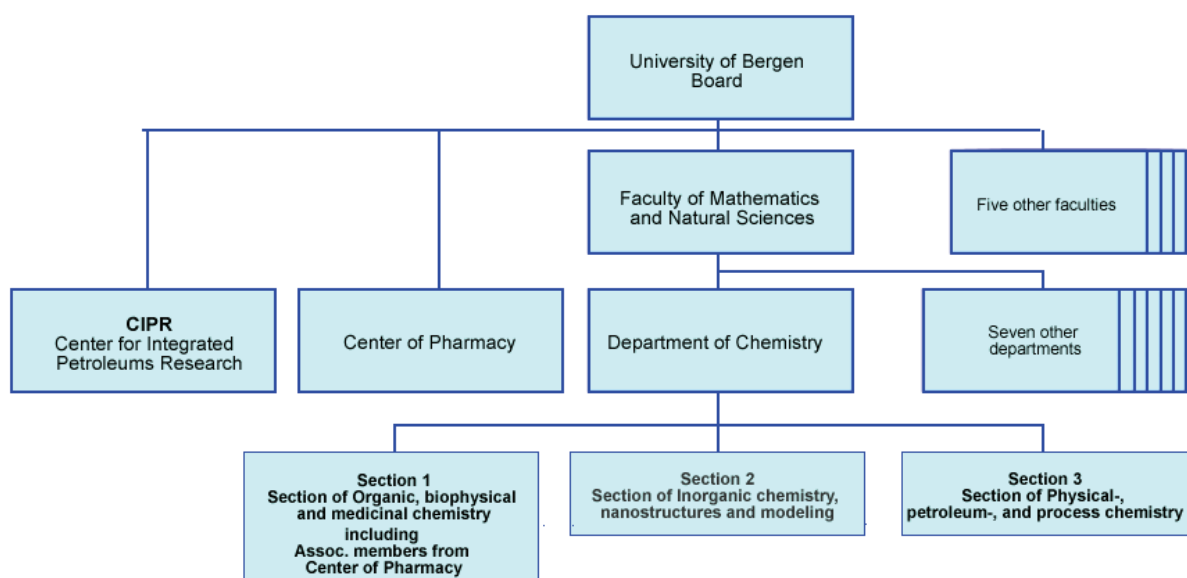 University of Bergen
Board
Faculty of Mathematics
and Natural Sciences
Five other faculties
CIPR
Center for Integrated
Petroleums Research
Center of Pharmacy
Department of Chemistry
Seven other
departments
Section 1
Section of Organic, biophysical
and medicinal chemistry
including
Assoc. members from
Center of Pharmacy
Section 2
Section of Inorganic chemistry,
nanostructures and modeling
Section 3
Section of Physical-,
petroleum-, and process chemistry